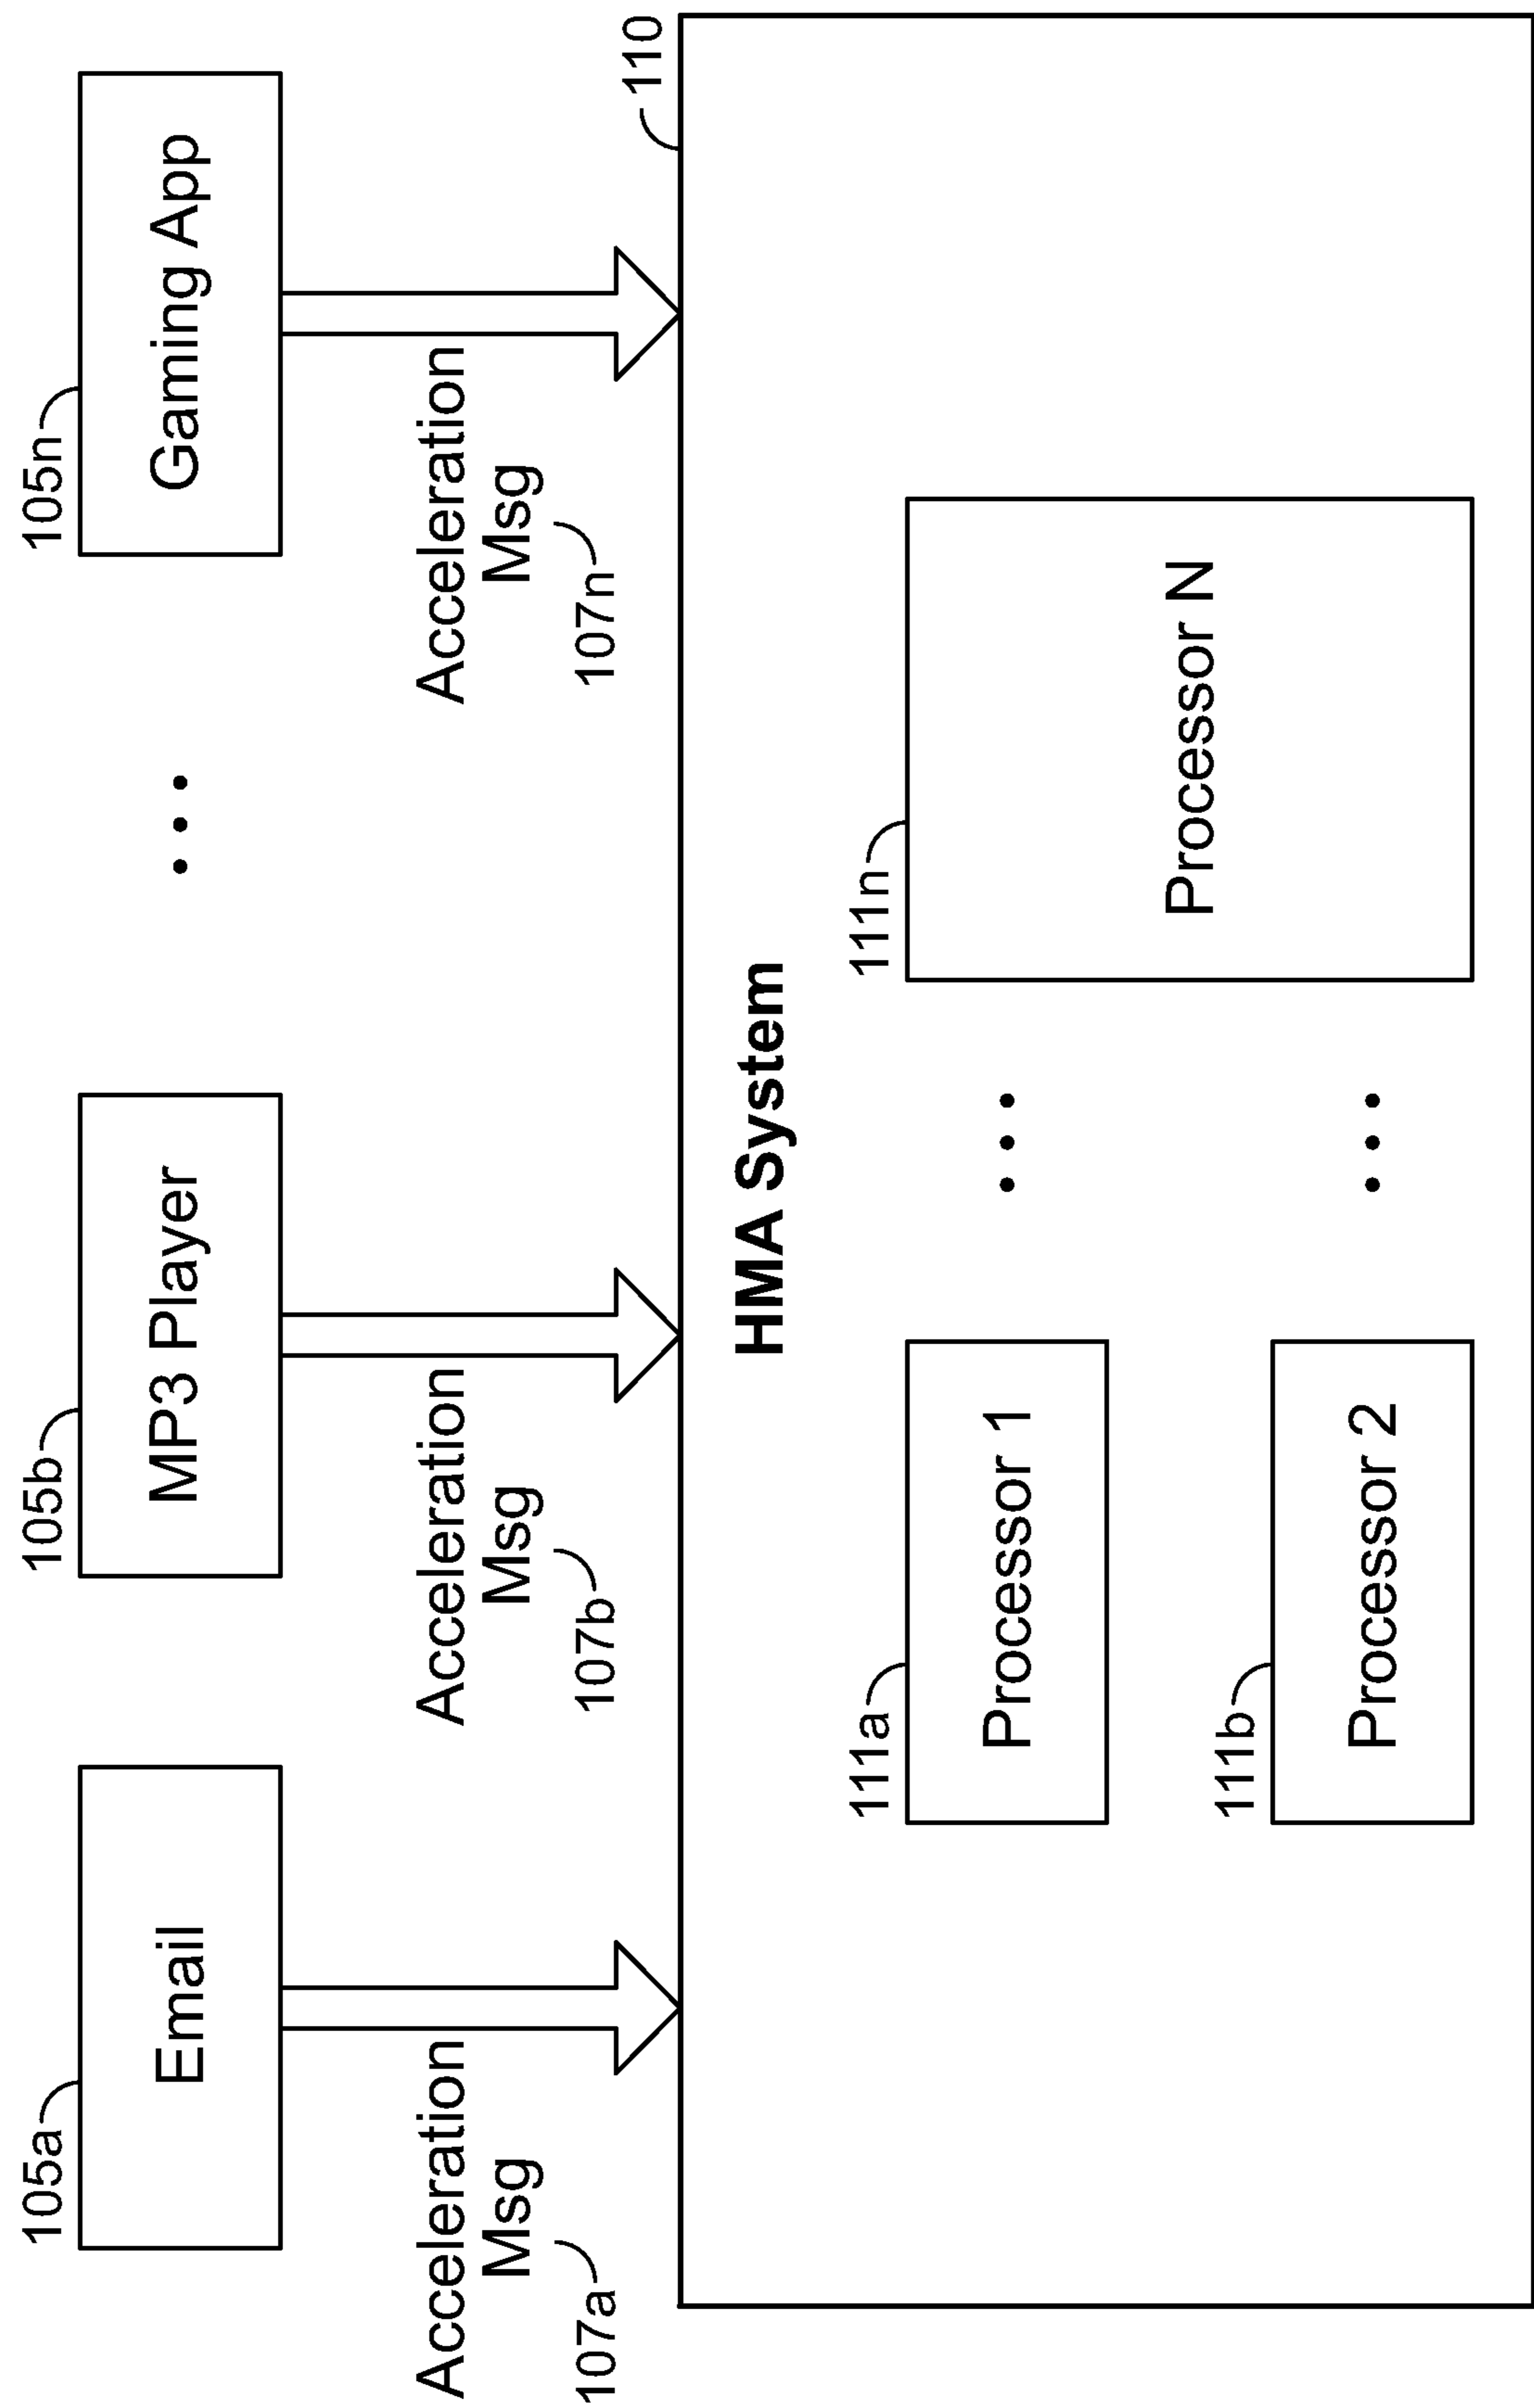 105a
Email
105b
MP3 Player
105n
Gaming App
• • •
Acceleration
Msg
107a
Acceleration
Msg
107b
Acceleration
Msg
107n
110
HMA System
111a
Processor 1
• • •
111n
Processor N
111b
Processor 2
• • •